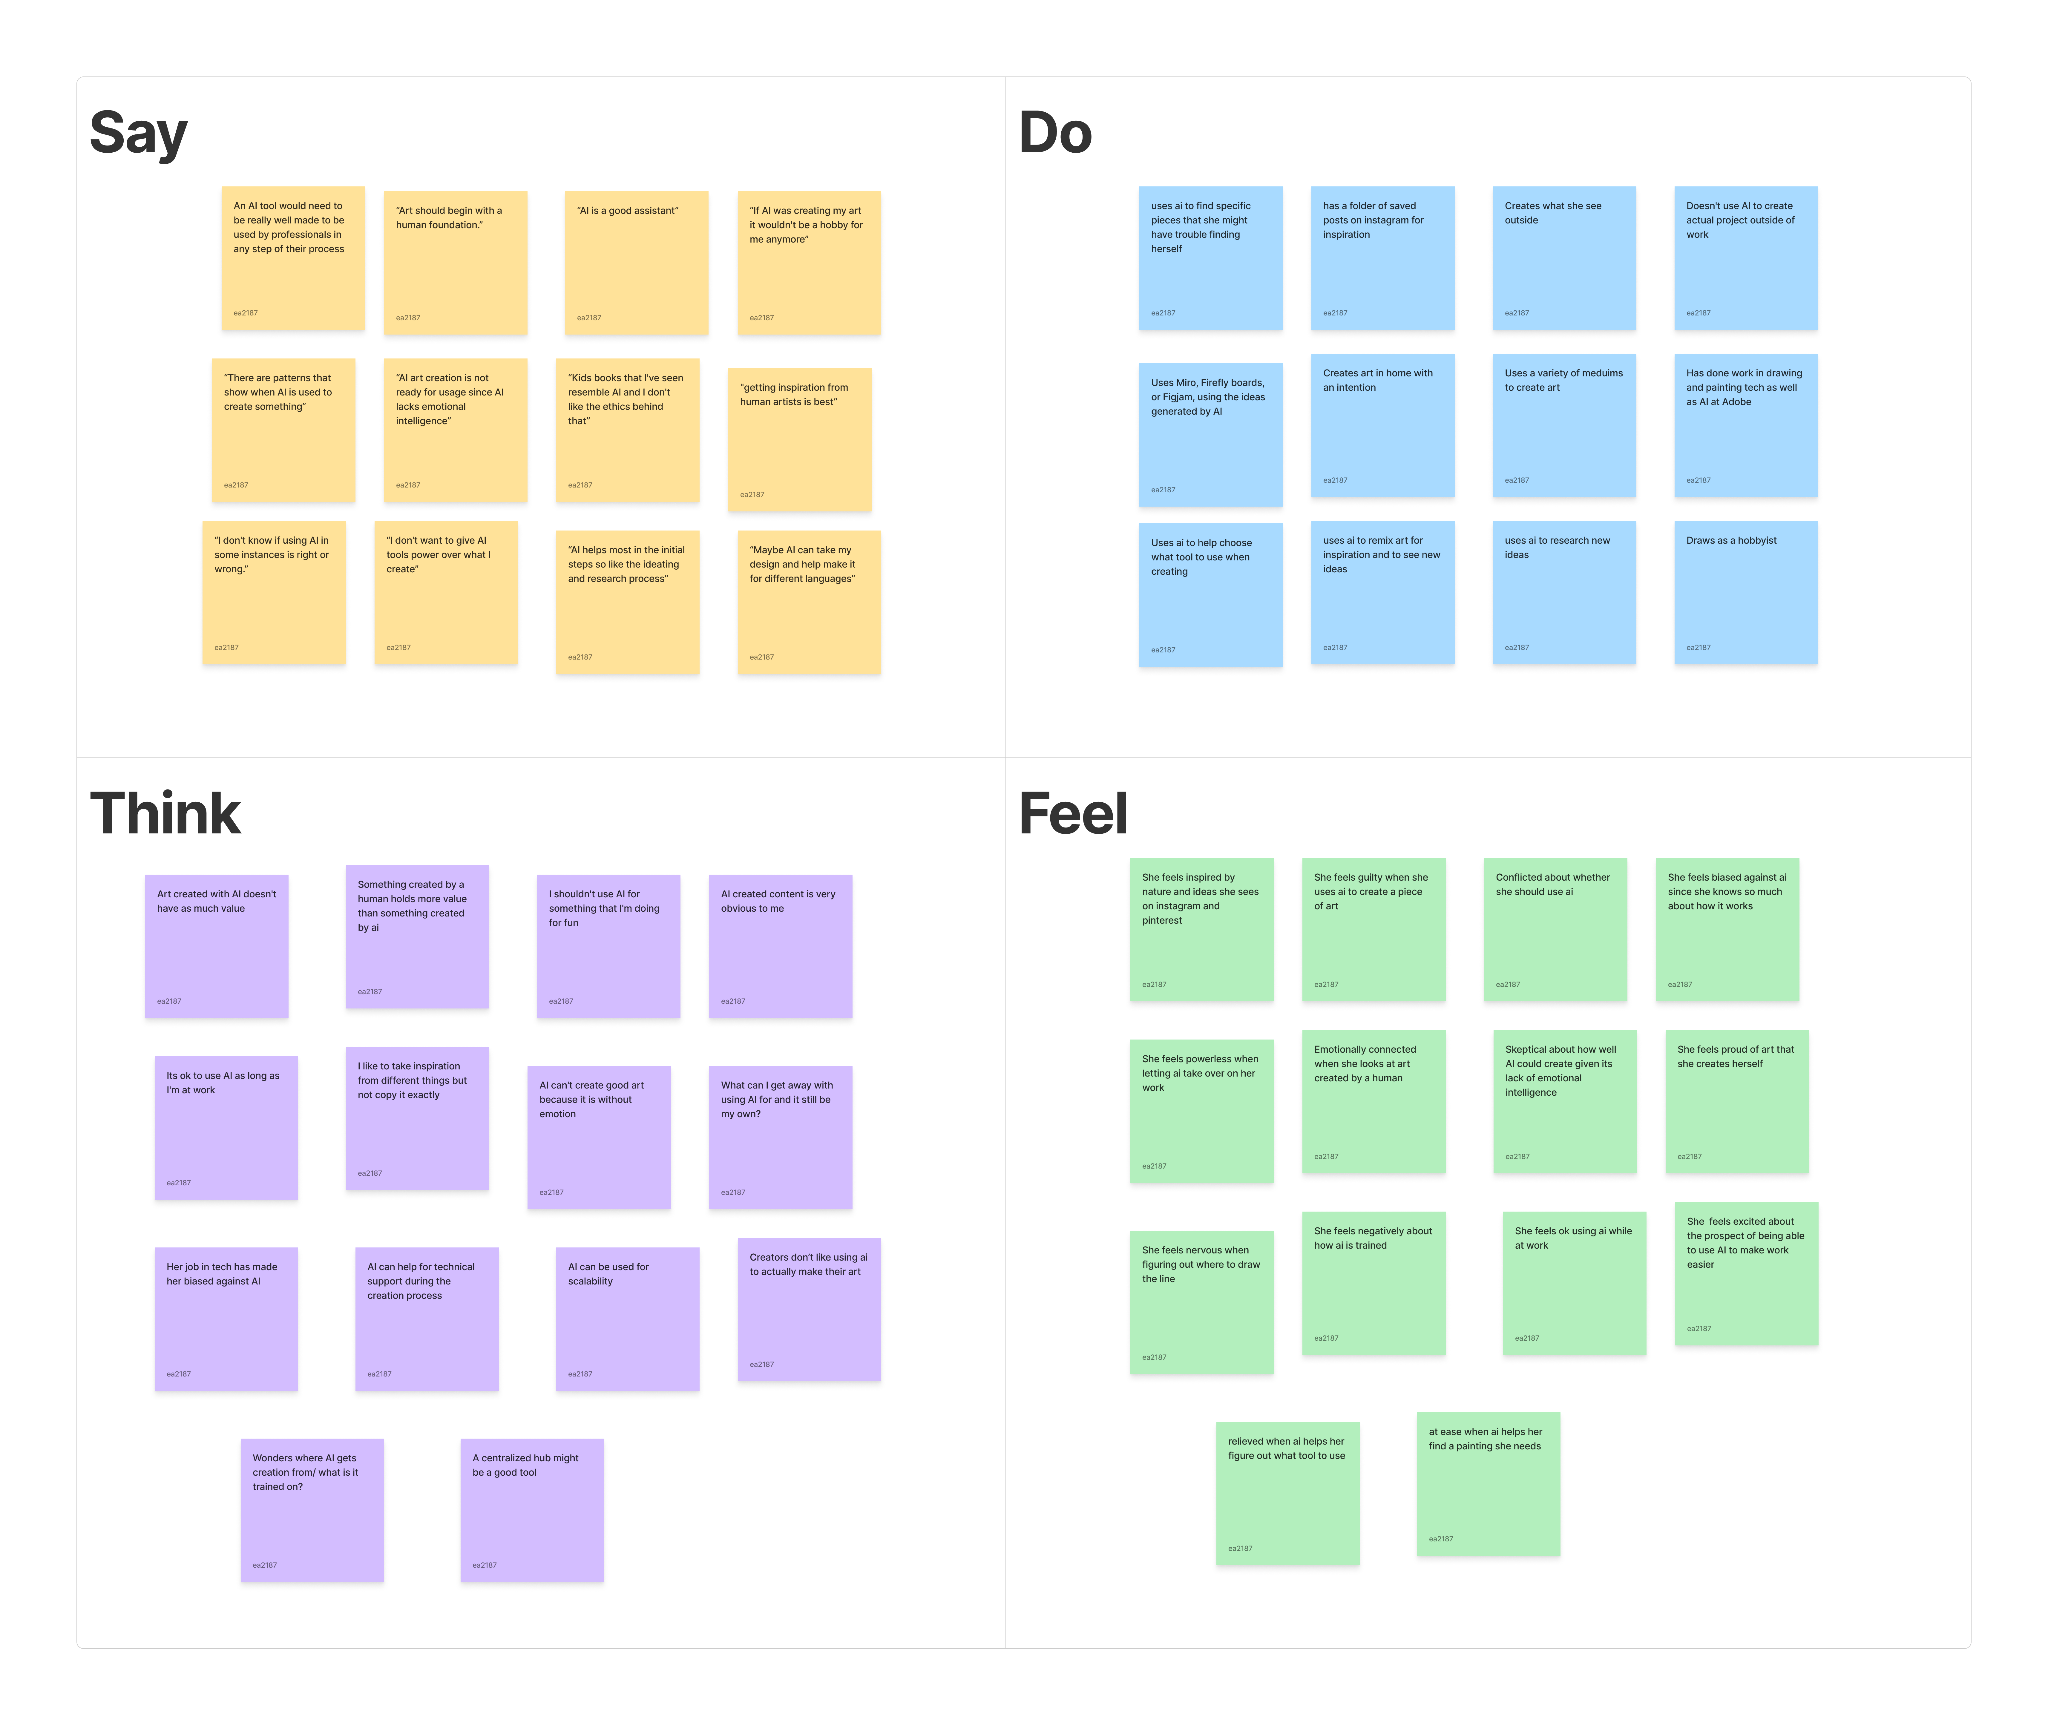 Say
An AI tool would need to
be really well made to be
used by professionals in
any step of their process
ea2187
“Art should begin with a
human foundation.”
ea2187
“AI is a good assistant”
ea2187
“If AI was creating my art
it wouldn't be a hobby for
me anymore”
ea2187
“There are patterns that
show when AI is used to
create something”
ea2187
“AI art creation is not
ready for usage since AI
lacks emotional
intelligence”
ea2187
“Kids books that I've seen
resemble AI and I don't
like the ethics behind
that”
ea2187
“getting inspiration from
human artists is best”
ea2187
“I don't know if using AI in
some instances is right or
wrong.”
ea2187
“I don't want to give AI
tools power over what I
create”
ea2187
“AI helps most in the initial
steps so like the ideating
and research process”
ea2187
“Maybe AI can take my
design and help make it
for different languages”
ea2187
Do
uses ai to find specific
pieces that she might
have trouble finding
herself
ea2187
has a folder of saved
posts on instagram for
inspiration
ea2187
Creates what she see
outside
ea2187
Doesn't use AI to create
actual project outside of
work
ea2187
Uses Miro, Firefly boards,
or Figjam, using the ideas
generated by AI
ea2187
Creates art in home with
an intention
ea2187
Uses a variety of meduims
to create art
ea2187
Has done work in drawing
and painting tech as well
as AI at Adobe
ea2187
Uses ai to help choose
what tool to use when
creating
ea2187
uses ai to remix art for
inspiration and to see new
ideas
ea2187
uses ai to research new
ideas
ea2187
Draws as a hobbyist
ea2187
Think
Art created with AI doesn't
have as much value
ea2187
Something created by a
human holds more value
than something created
by ai
ea2187
I shouldn't use AI for
something that I'm doing
for fun
ea2187
AI created content is very
obvious to me
ea2187
Its ok to use AI as long as
I'm at work
ea2187
I like to take inspiration
from different things but
not copy it exactly
ea2187
AI can't create good art
because it is without
emotion
ea2187
What can I get away with
using AI for and it still be
my own?
ea2187
Her job in tech has made
her biased against AI
ea2187
AI can help for technical
support during the
creation process
ea2187
AI can be used for
scalability
ea2187
Creators don't like using ai
to actually make their art
ea2187
Wonders where AI gets
creation from/ what is it
trained on?
ea2187
A centralized hub might
be a good tool
ea2187
Feel
She feels inspired by
nature and ideas she sees
on instagram and
pinterest
ea2187
She feels guilty when she
uses ai to create a piece
of art
ea2187
Conflicted about whether
she should use ai
ea2187
She feels biased against ai
since she knows so much
about how it works
ea2187
She feels powerless when
letting ai take over on her
work
ea2187
Emotionally connected
when she looks at art
created by a human
ea2187
Skeptical about how well
AI could create given its
lack of emotional
intelligence
ea2187
She feels proud of art that
she creates herself
ea2187
She feels nervous when
figuring out where to draw
the line
ea2187
She feels negatively about
how ai is trained
ea2187
She feels ok using ai while
at work
ea2187
She  feels excited about
the prospect of being able
to use AI to make work
easier
ea2187
relieved when ai helps her
figure out what tool to use
ea2187
at ease when ai helps her
find a painting she needs
ea2187